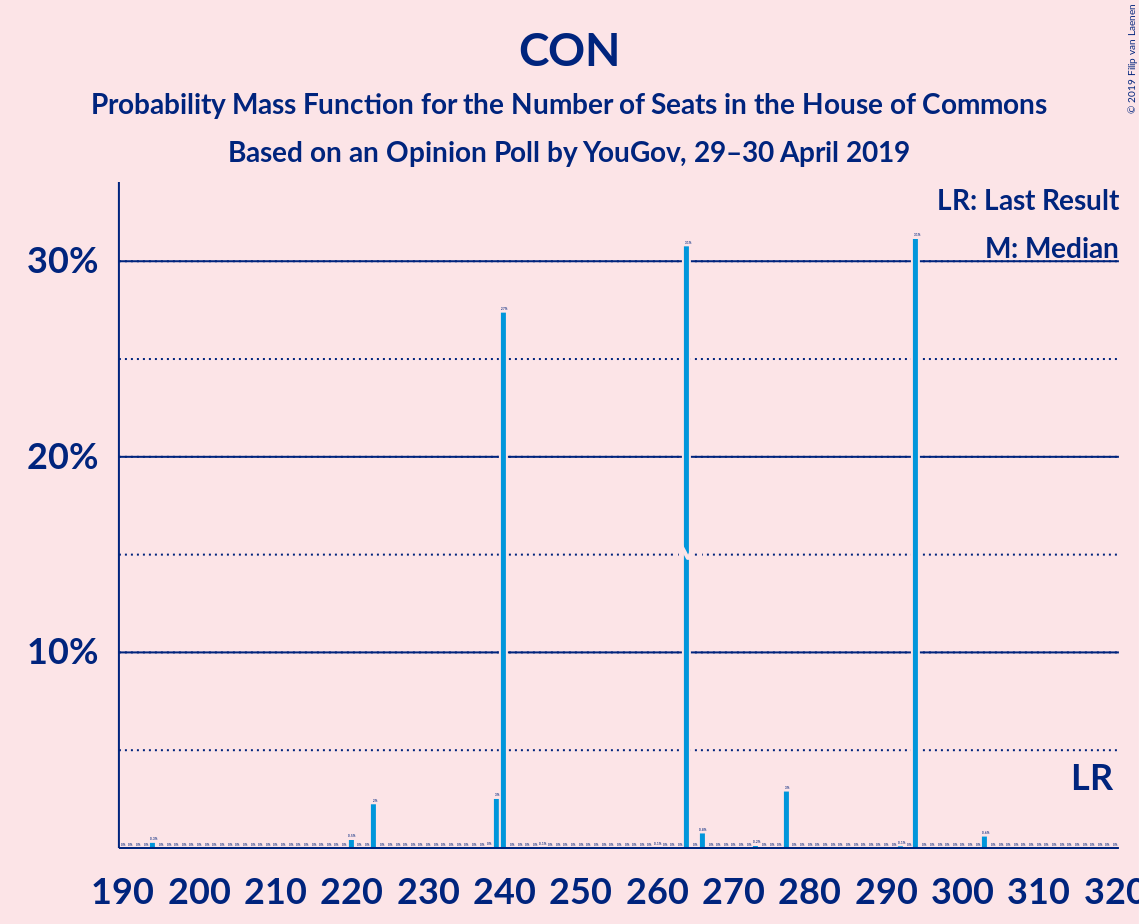 © 2019 Filip van Laenen
CON
Probability Mass Function for the Number of Seats in the House of Commons
Based on an Opinion Poll by YouGov, 29–30 April 2019
LR: Last Result
M: Median
30%
20%
10%
M
LR
190 200 210 220 230 240 250 260 270 280 290 300 310 320